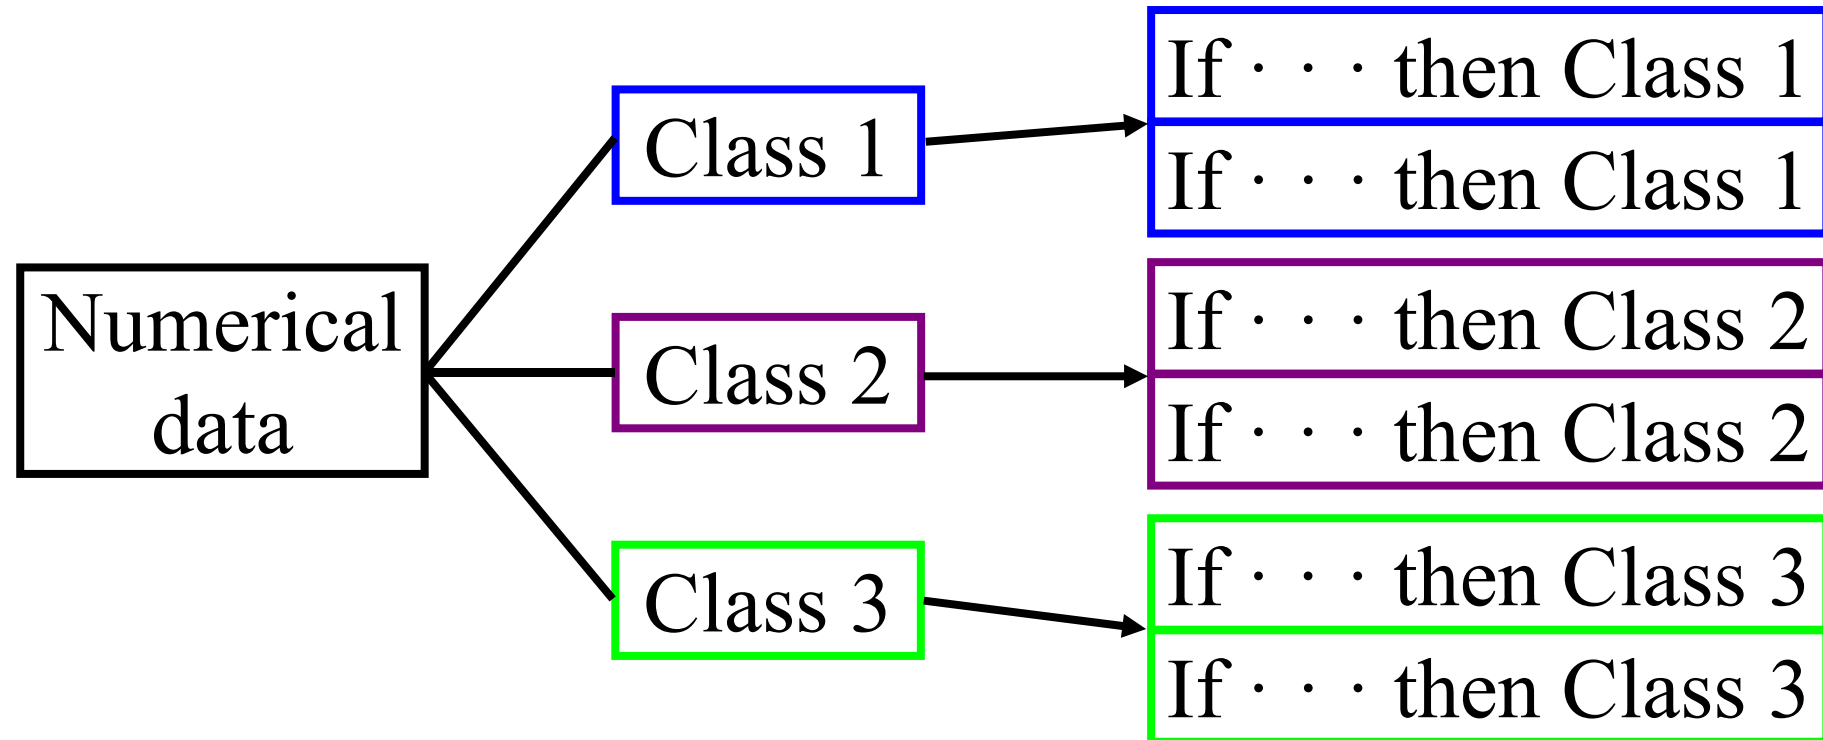 Numerical
data
Class 1
Class 2
Class 3
If · · · then Class 1
If · · · then Class 1
If · · · then Class 2
If · · · then Class 2
If · · · then Class 3
If · · · then Class 3